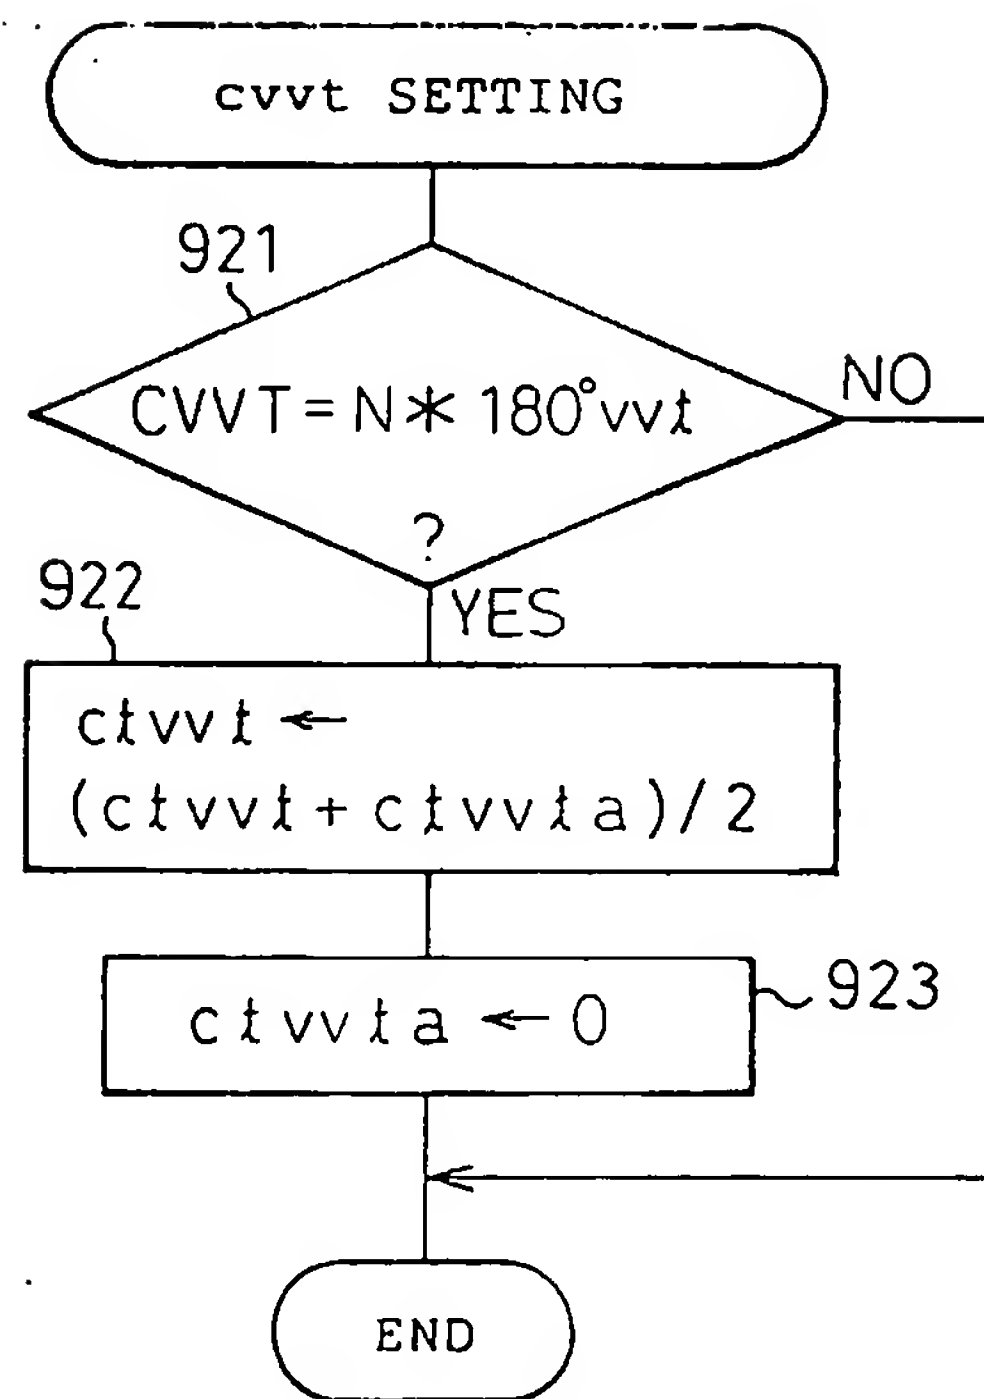 cvvt SETTING
921
CVVT = N * 180° vvt
NO
?
922
YES
ctvvt ←
(ctvvt + ctvvta) / 2
ctvvta ← 0
923
END